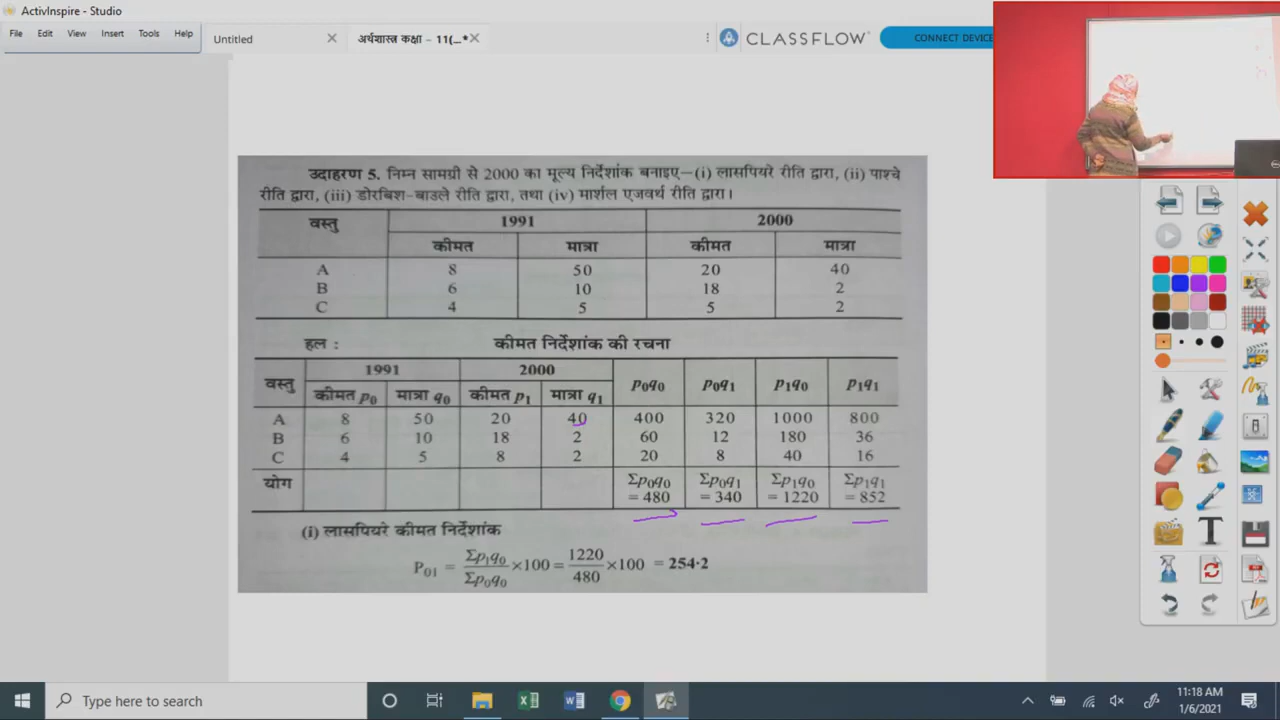 ActivInspire - Studio
File Edit View Insert Tools Help
Untitled
अर्थशास्त्र कक्षा - 11(_*
CLASSFLOW
CONNECT DEVICE
उदाहरण 5. निम्न सामग्री से 2000 का मूल्य निर्देशांक बनाइए–(i) लासपियरे रीति द्वारा, (ii) पाश्चे
रीति द्वारा, (iii) डोरबिश-बाउले रीति द्वारा, तथा (iv) मार्शल एजवर्थ रीति द्वारा।
वस्तु 1991 2000
कीमत मात्रा कीमत मात्रा
A 8 50 20 40
B 6 10 18 2
C 4 5 5 2
हल : कीमत निर्देशांक की रचना
वस्तु 1991 2000 p₀q₀ p₀q₁ p₁q₀ p₁q₁
कीमत p₀ मात्रा q₀ कीमत p₁ मात्रा q₁
A 8 50 20 40 400 320 1000 800
B 6 10 18 2 60 12 180 36
C 4 5 8 2 20 8 40 16
योग Σp₀q₀ Σp₀q₁ Σp₁q₀ Σp₁q₁
= 480 = 340 = 1220 = 852
(i) लासपियरे कीमत निर्देशांक
P₀₁ = Σp₁q₀ / Σp₀q₀ ×100 = 1220 / 480 ×100 = 254·2
Type here to search
11:18 AM
1/6/2021